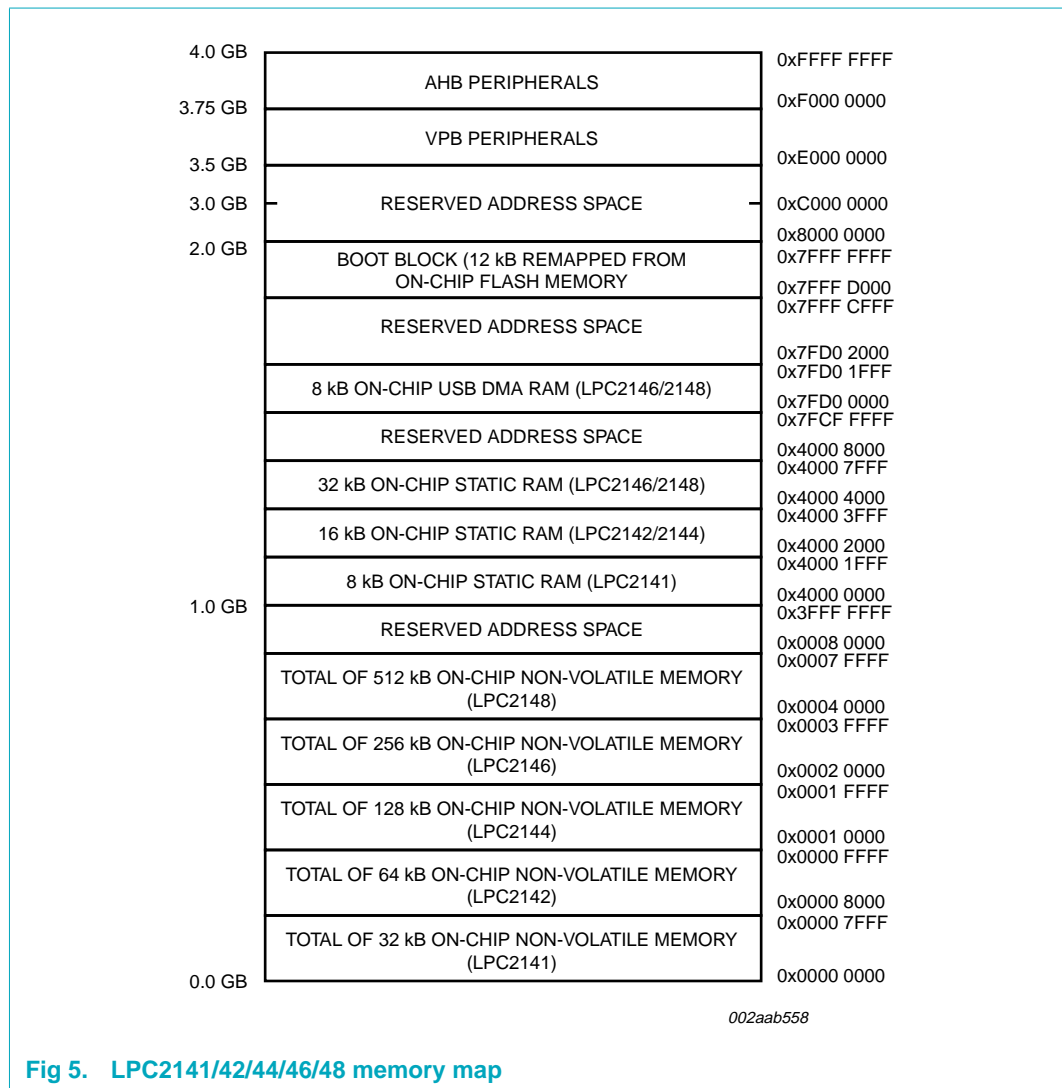 4.0 GB
0xFFFF FFFF
AHB PERIPHERALS
3.75 GB
0xF000 0000
VPB PERIPHERALS
3.5 GB
0xE000 0000
3.0 GB
RESERVED ADDRESS SPACE
0xC000 0000
0x8000 0000
2.0 GB
0x7FFF FFFF
BOOT BLOCK (12 kB REMAPPED FROM
ON-CHIP FLASH MEMORY
0x7FFF D000
0x7FFF CFFF
RESERVED ADDRESS SPACE
0x7FD0 2000
0x7FD0 1FFF
8 kB ON-CHIP USB DMA RAM (LPC2146/2148)
0x7FD0 0000
0x7FCF FFFF
RESERVED ADDRESS SPACE
0x4000 8000
0x4000 7FFF
32 kB ON-CHIP STATIC RAM (LPC2146/2148)
0x4000 4000
0x4000 3FFF
16 kB ON-CHIP STATIC RAM (LPC2142/2144)
0x4000 2000
0x4000 1FFF
8 kB ON-CHIP STATIC RAM (LPC2141)
0x4000 0000
1.0 GB
0x3FFF FFFF
RESERVED ADDRESS SPACE
0x0008 0000
0x0007 FFFF
TOTAL OF 512 kB ON-CHIP NON-VOLATILE MEMORY
(LPC2148)
0x0004 0000
0x0003 FFFF
TOTAL OF 256 kB ON-CHIP NON-VOLATILE MEMORY
(LPC2146)
0x0002 0000
0x0001 FFFF
TOTAL OF 128 kB ON-CHIP NON-VOLATILE MEMORY
(LPC2144)
0x0001 0000
0x0000 FFFF
TOTAL OF 64 kB ON-CHIP NON-VOLATILE MEMORY
(LPC2142)
0x0000 8000
0x0000 7FFF
TOTAL OF 32 kB ON-CHIP NON-VOLATILE MEMORY
(LPC2141)
0.0 GB
0x0000 0000
002aab558
Fig 5. LPC2141/42/44/46/48 memory map